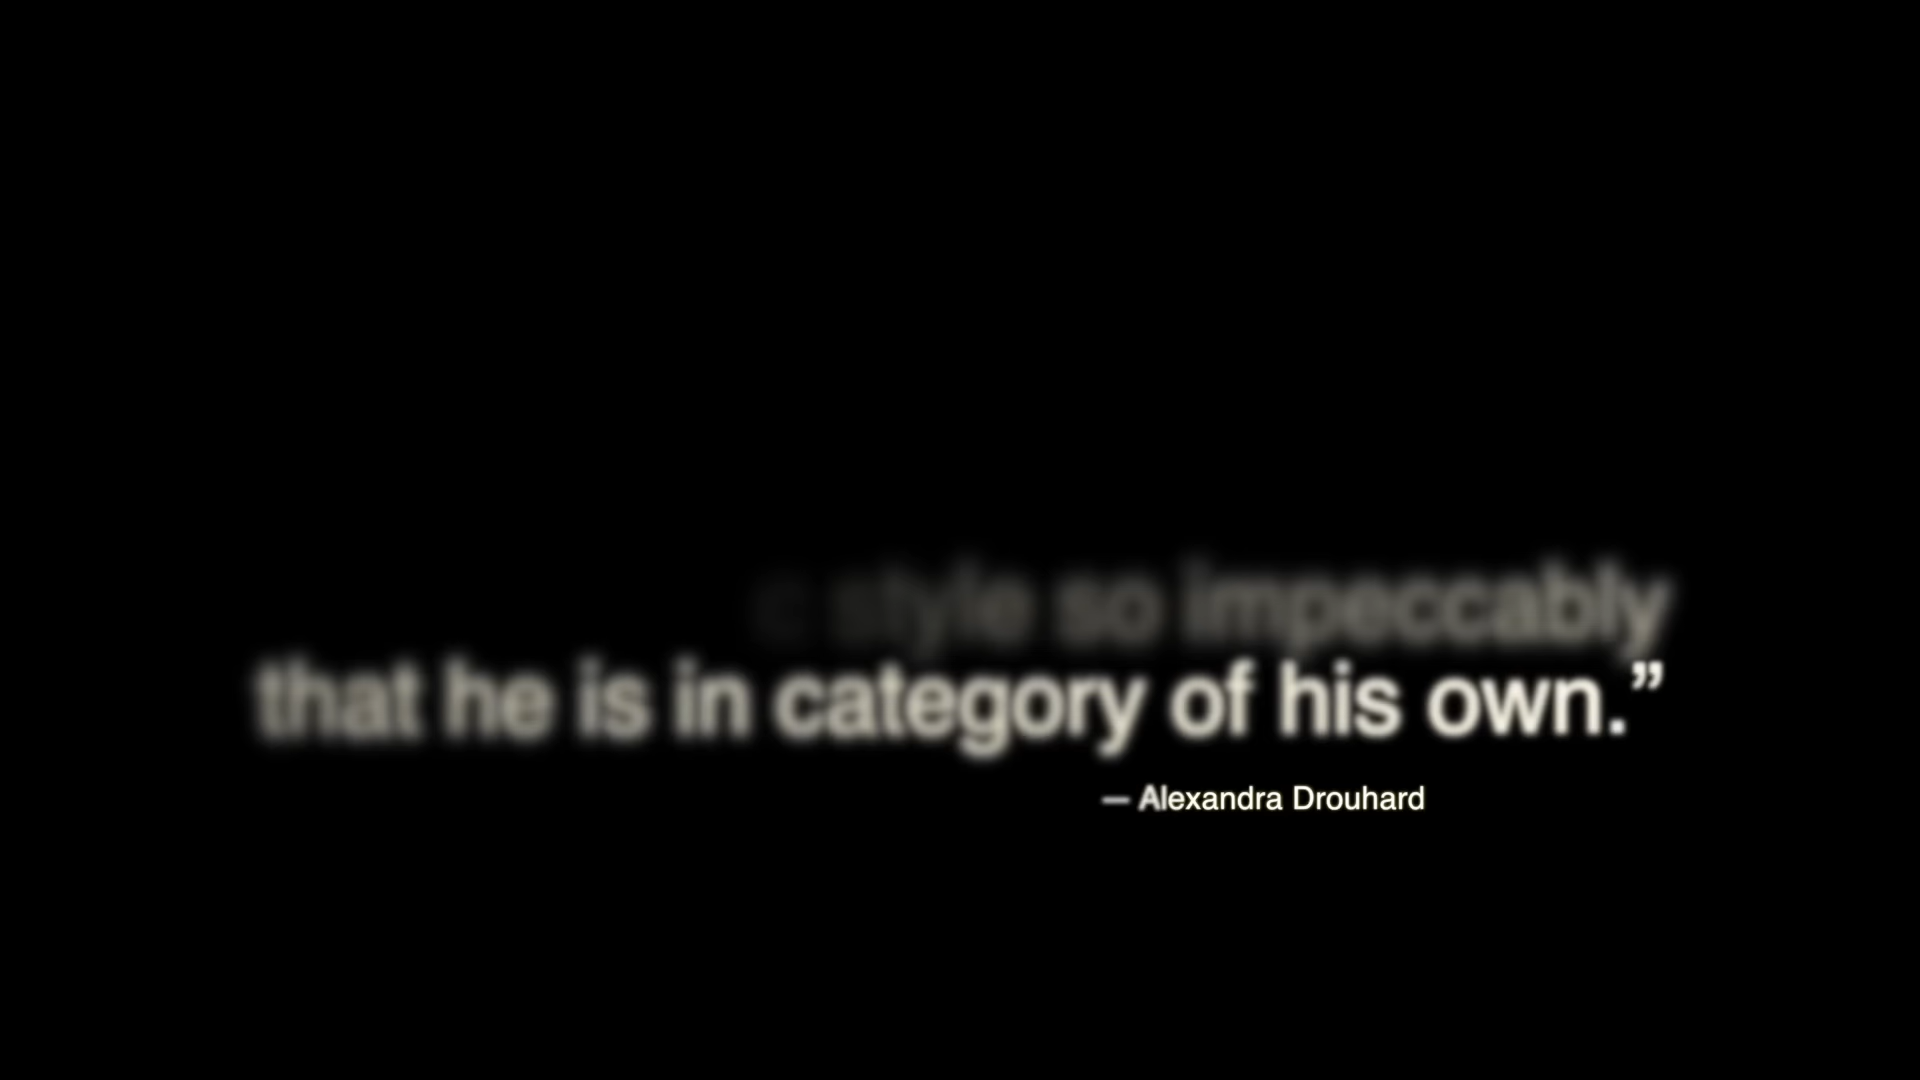 style so impeccably
that he is in category of his own.”
— Alexandra Drouhard